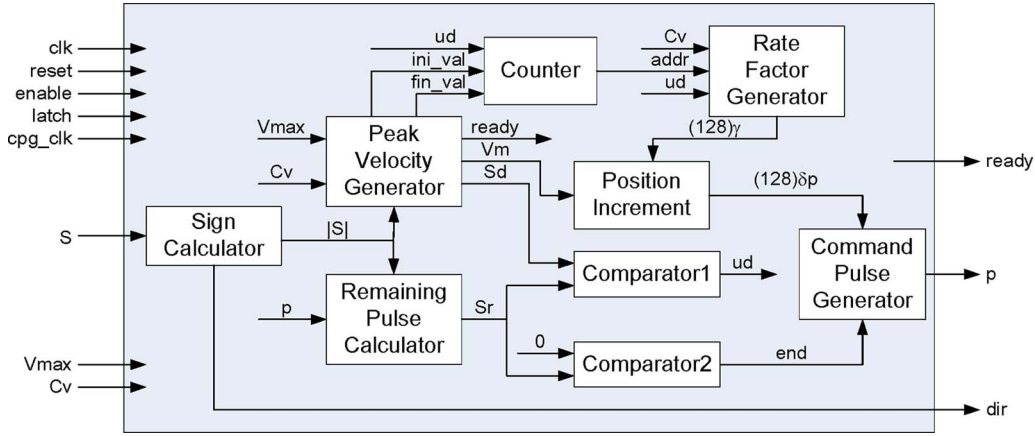 clk
reset
enable
latch
cpg_clk
S
Vmax
Cv
ud
ini_val
fin_val
Counter
Cv
addr
ud
Rate
Factor
Generator
Vmax
Cv
Peak
Velocity
Generator
ready
Vm
Sd
(128)γ
Position
Increment
(128)δp
ready
Sign
Calculator
|S|
p
Remaining
Pulse
Calculator
Sr
Comparator1
ud
0
Comparator2
end
Command
Pulse
Generator
p
dir